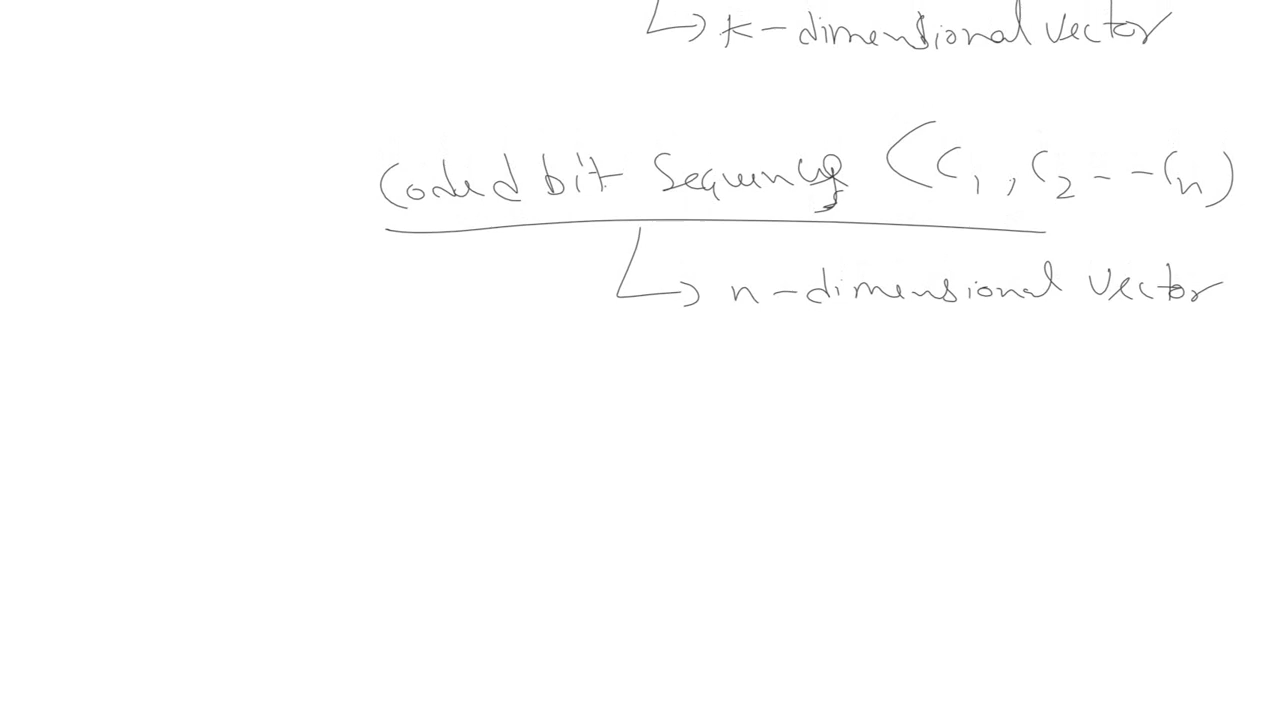 ↳ k-dimensional vector
Coded bit Sequence (C₁, C₂ - - Cₙ)
↳ n-dimensional vector